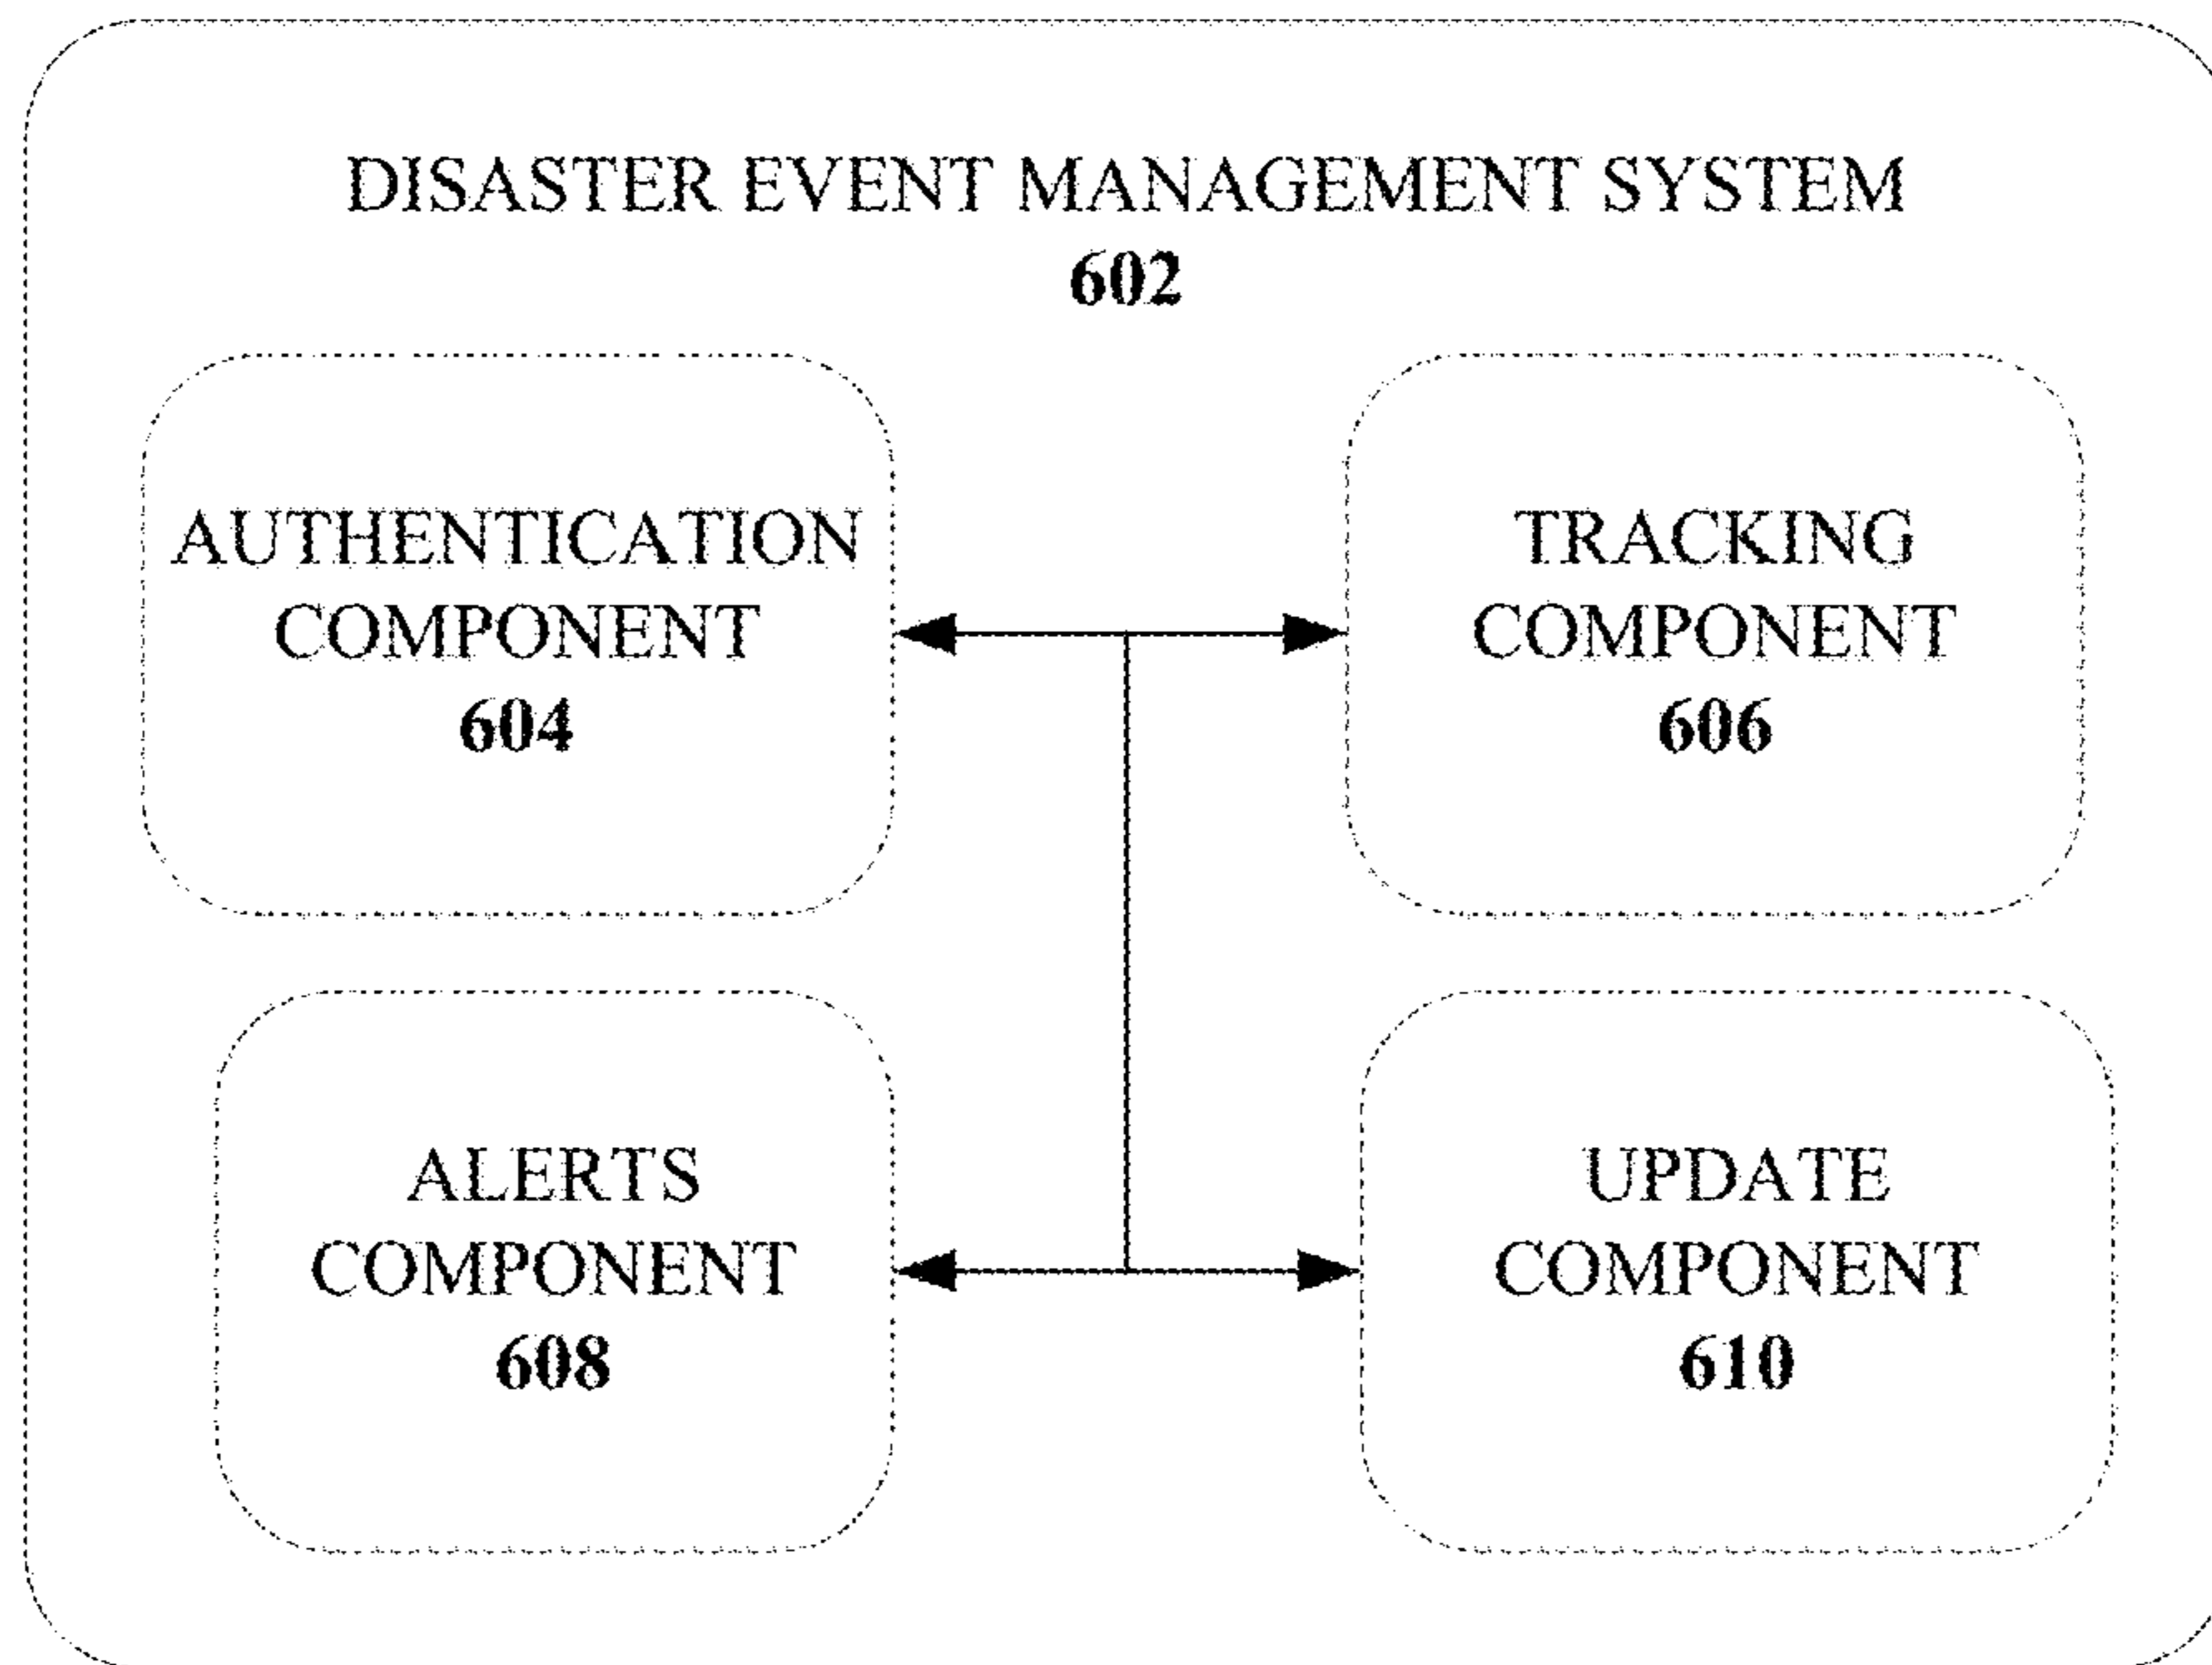 DISASTER EVENT MANAGEMENT SYSTEM
602
AUTHENTICATION
COMPONENT
604
TRACKING
COMPONENT
606
ALERTS
COMPONENT
608
UPDATE
COMPONENT
610